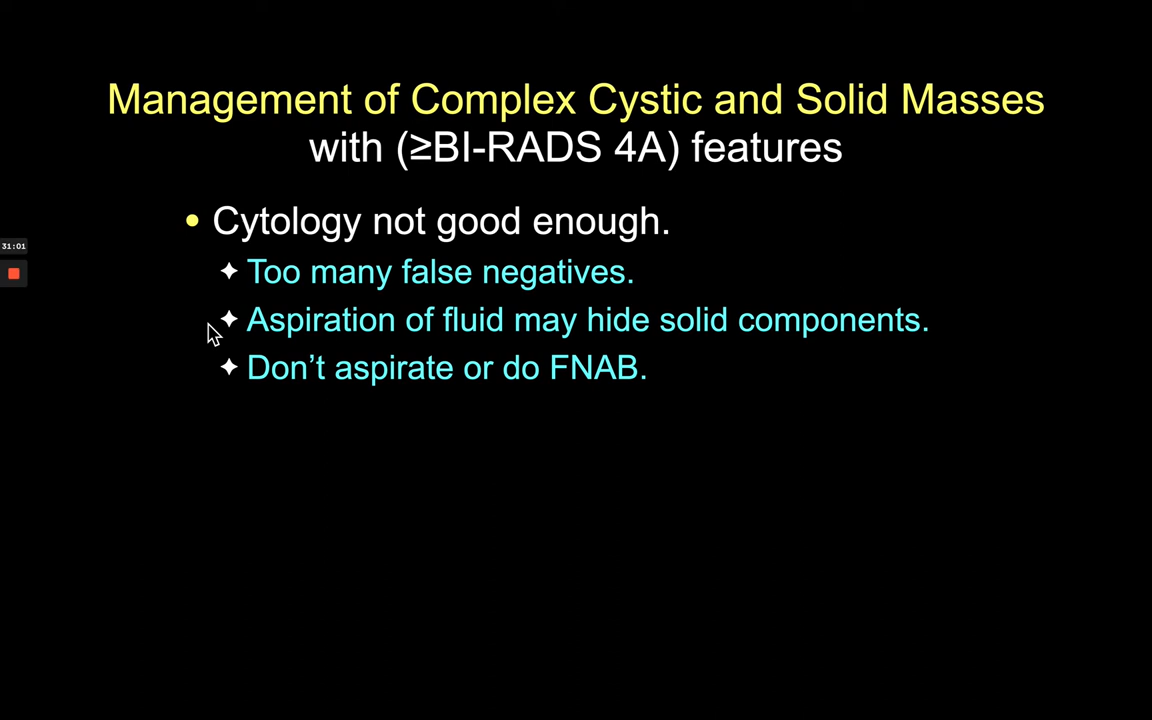 Management of Complex Cystic and Solid Masses
with (≥BI-RADS 4A) features
• Cytology not good enough.
✦ Too many false negatives.
31:01
✦ Aspiration of fluid may hide solid components.
✦ Don’t aspirate or do FNAB.